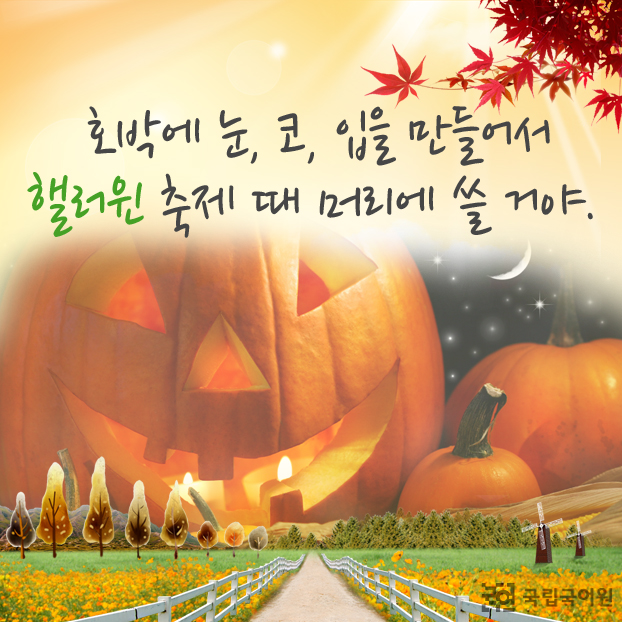 호박에 눈, 코, 입을 만들어서
핼러윈 축제 때 머리에 쓸 거야.
국립국어원